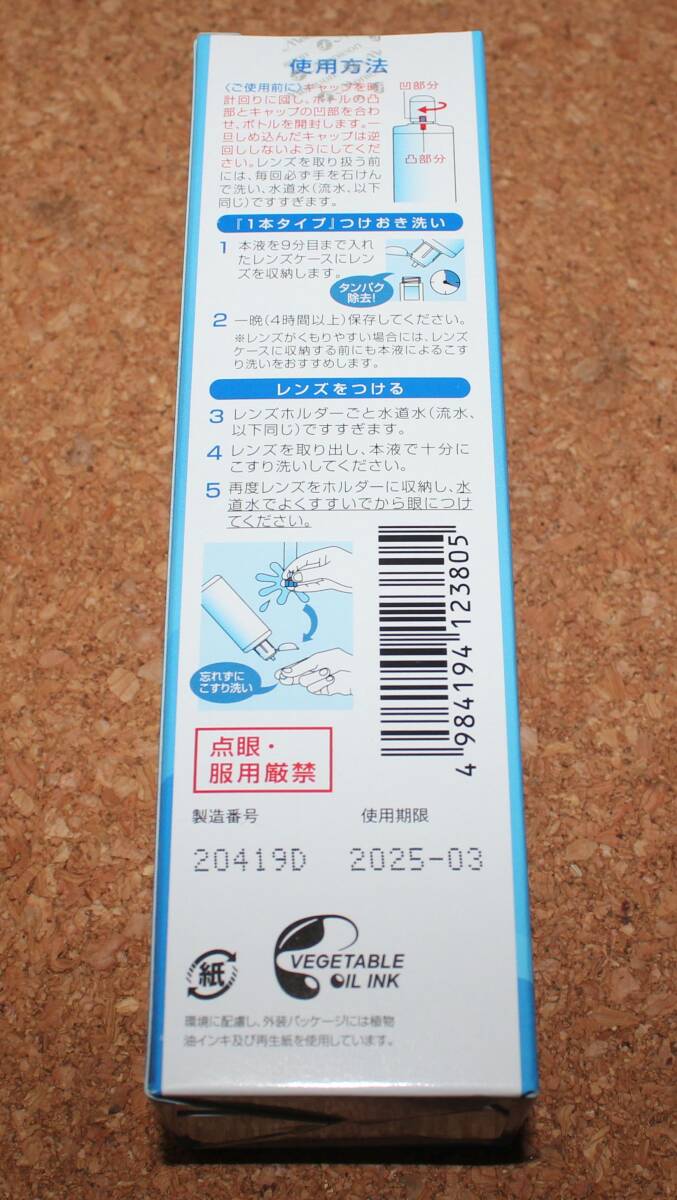 使用方法
〈ご使用前に〉キャップを時
計回りに回し、ボトルの凸
部とキャップの凹部を合わ
せ、ボトルを開封します。一
旦しめ込んだキャップは逆
回ししないようにしてくだ
さい。レンズを取り扱う前
には、毎回必ず手を石けん
で洗い、水道水(流水、以下
同じ)ですすぎます。
凹部分
凸部分
『1本タイプ』つけおき洗い
1 本液を9分目まで入れ
たレンズケースにレン
ズを収納します。
タンパク
除去!
2 一晩(4時間以上)保存してください。
※レンズがくもりやすい場合には、レンズ
ケースに収納する前にも本液によるこす
り洗いをおすすめします。
レンズをつける
3 レンズホルダーごと水道水(流水、
以下同じ)ですすぎます。
4 レンズを取り出し、本液で十分に
こすり洗いしてください。
5 再度レンズをホルダーに収納し、水
道水でよくすすいでから眼につけ
てください。
忘れずに
こすり洗い
4 984194 123805
点眼・
服用厳禁
製造番号 使用期限
20419D 2025-03
紙
VEGETABLE
OIL INK
環境に配慮し、外装パッケージには植物
油インキ及び再生紙を使用しています。